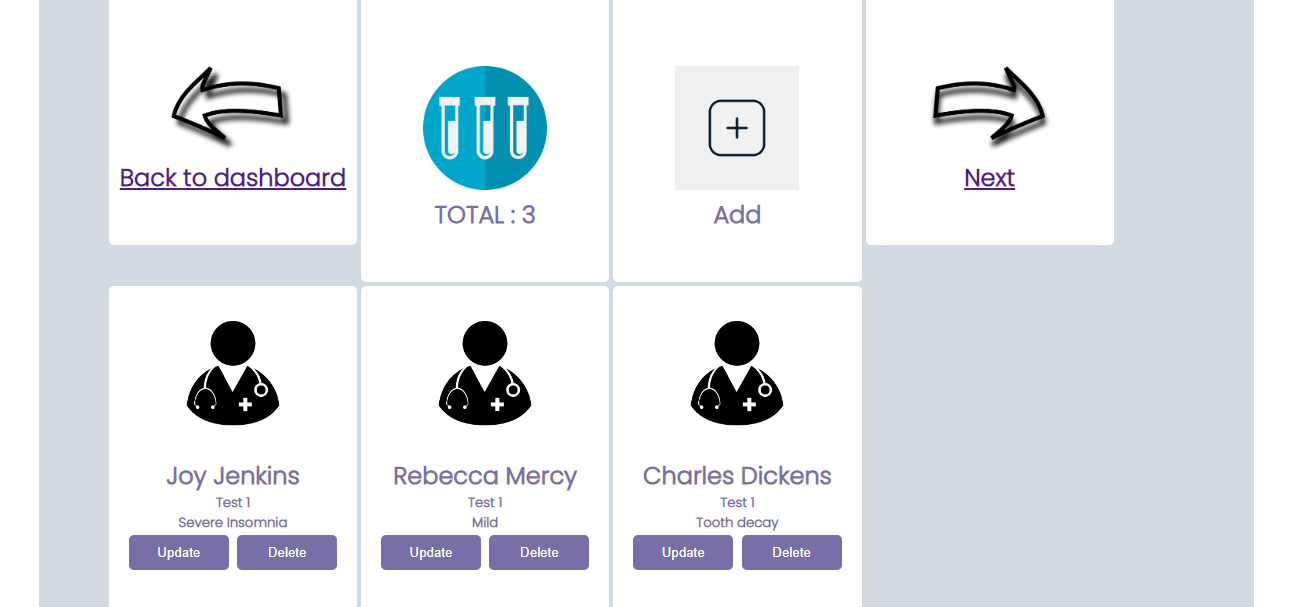 Back to dashboard
TOTAL : 3
Add
Next
Joy Jenkins
Test 1
Severe Insomnia
Update Delete
Rebecca Mercy
Test 1
Mild
Update Delete
Charles Dickens
Test 1
Tooth decay
Update Delete